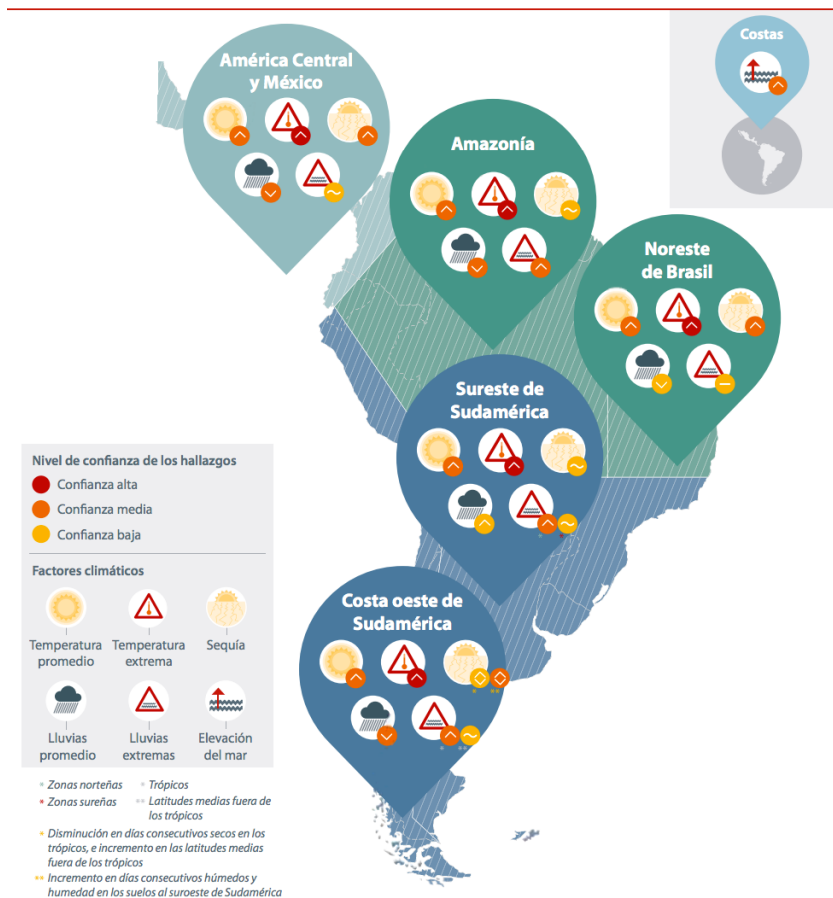 Costas
América Central
y México
Amazonía
Noreste
de Brasil
Sureste de
Sudamérica
Costa oeste de
Sudamérica
Nivel de confianza de los hallazgos
Confianza alta
Confianza media
Confianza baja
Factores climáticos
Temperatura
promedio
Temperatura
extrema
Sequía
Lluvias
promedio
Lluvias
extremas
Elevación
del mar
* Zonas norteñas
* Trópicos
* Zonas sureñas
** Latitudes medias fuera de
los trópicos
* Disminución en días consecutivos secos en los
trópicos, e incremento en las latitudes medias
fuera de los trópicos
** Incremento en días consecutivos húmedos y
humedad en los suelos al suroeste de Sudamérica